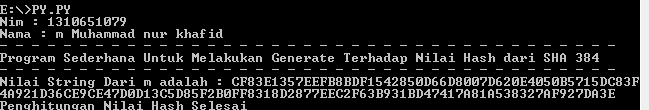 E:\>PY.PY
Nim : 1310651079
Nama : m Muhammad nur khafid
- - - - - - - - - - - - - - - - - - - - - - - - - - - - - - - - - - - - - - -
Program Sederhana Untuk Melakukan Generate Terhadap Nilai Hash dari SHA 384
- - - - - - - - - - - - - - - - - - - - - - - - - - - - - - - - - - - - - - -
Nilai String Dari m adalah : CF83E1357EEFB8BDF1542850D66D8007D620E4050B5715DC83F
4A921D36CE9CE47D0D13C5D85F2B0FF8318D2877EEC2F63B931BD47417A81A538327AF927DA3E
Penghitungan Nilai Hash Selesai